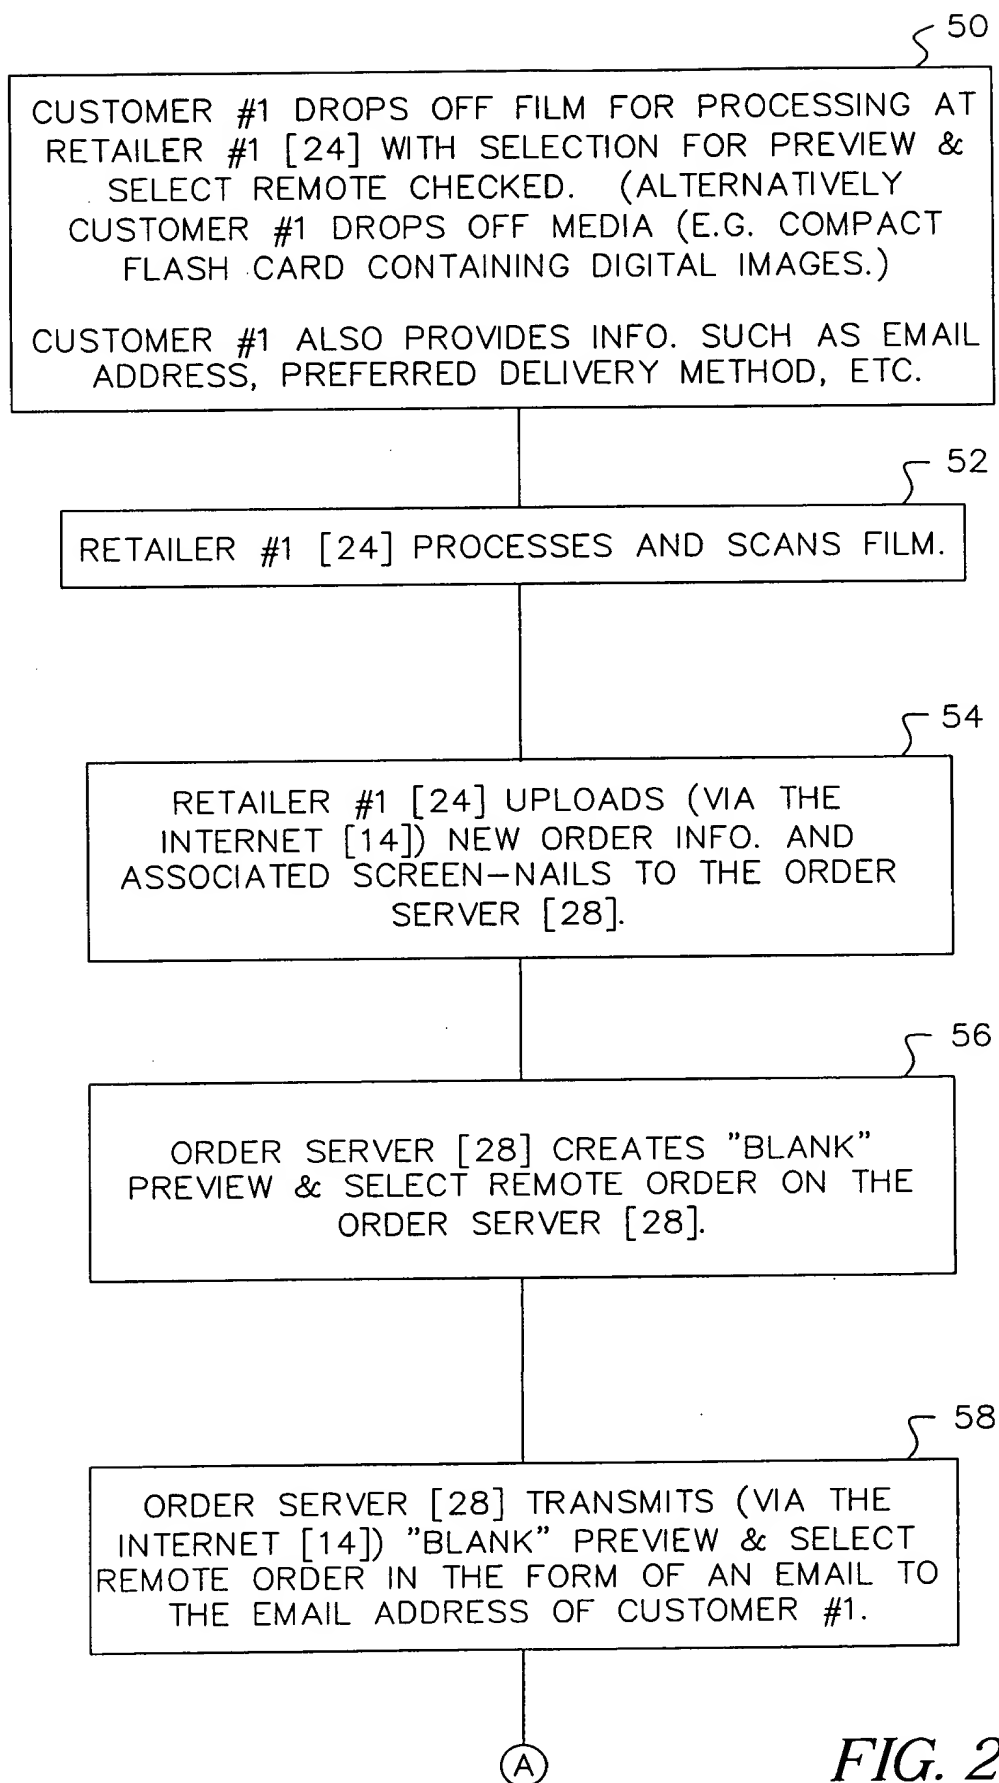 50
CUSTOMER #1 DROPS OFF FILM FOR PROCESSING AT
RETAILER #1 [24] WITH SELECTION FOR PREVIEW &
SELECT REMOTE CHECKED. (ALTERNATIVELY
CUSTOMER #1 DROPS OFF MEDIA (E.G. COMPACT
FLASH CARD CONTAINING DIGITAL IMAGES.)
CUSTOMER #1 ALSO PROVIDES INFO. SUCH AS EMAIL
ADDRESS, PREFERRED DELIVERY METHOD, ETC.
52
RETAILER #1 [24] PROCESSES AND SCANS FILM.
54
RETAILER #1 [24] UPLOADS (VIA THE
INTERNET [14]) NEW ORDER INFO. AND
ASSOCIATED SCREEN-NAILS TO THE ORDER
SERVER [28].
56
ORDER SERVER [28] CREATES "BLANK"
PREVIEW & SELECT REMOTE ORDER ON THE
ORDER SERVER [28].
58
ORDER SERVER [28] TRANSMITS (VIA THE
INTERNET [14]) "BLANK" PREVIEW & SELECT
REMOTE ORDER IN THE FORM OF AN EMAIL TO
THE EMAIL ADDRESS OF CUSTOMER #1.
A
FIG. 2